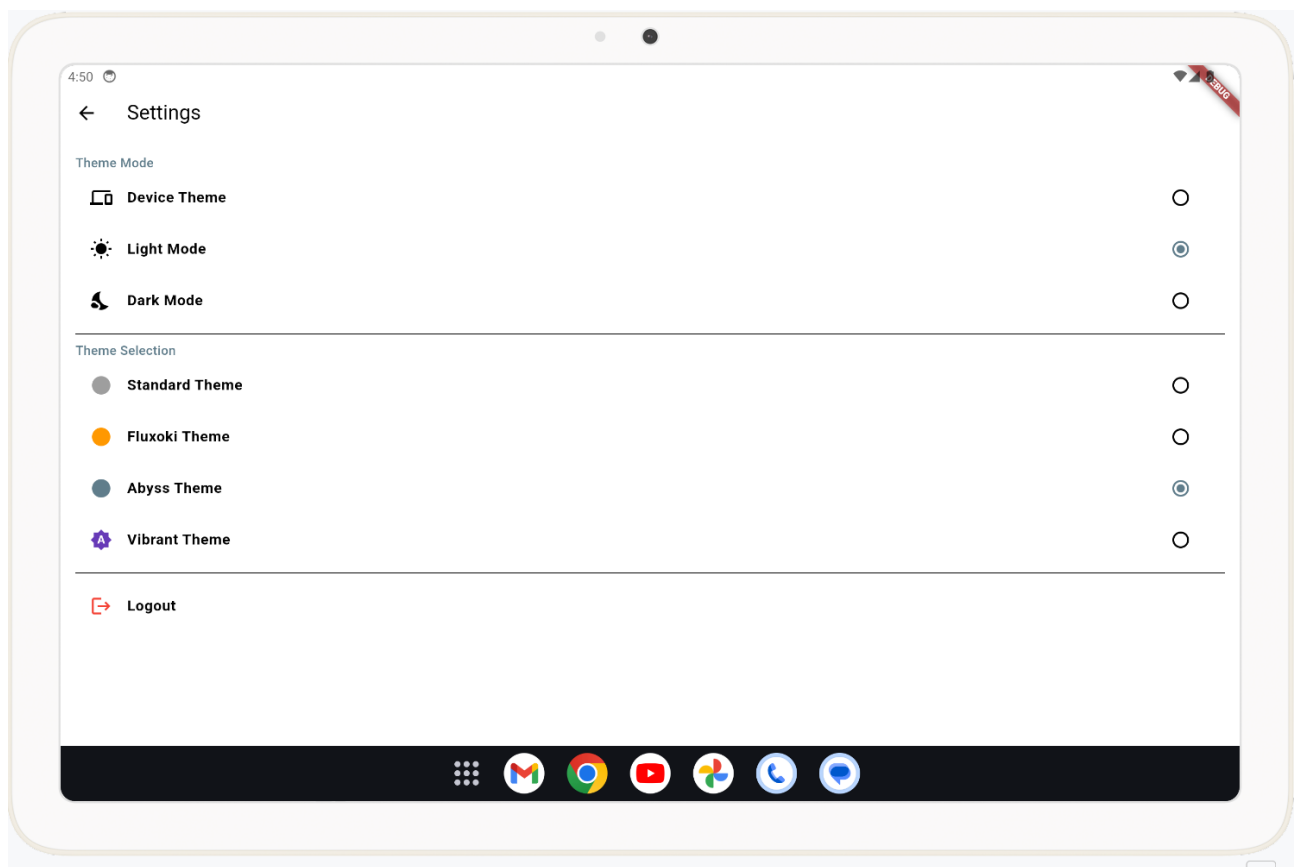 4:50
DEBUG
Settings
Theme Mode
Device Theme
Light Mode
Dark Mode
Theme Selection
Standard Theme
Fluxoki Theme
Abyss Theme
A
Vibrant Theme
Logout